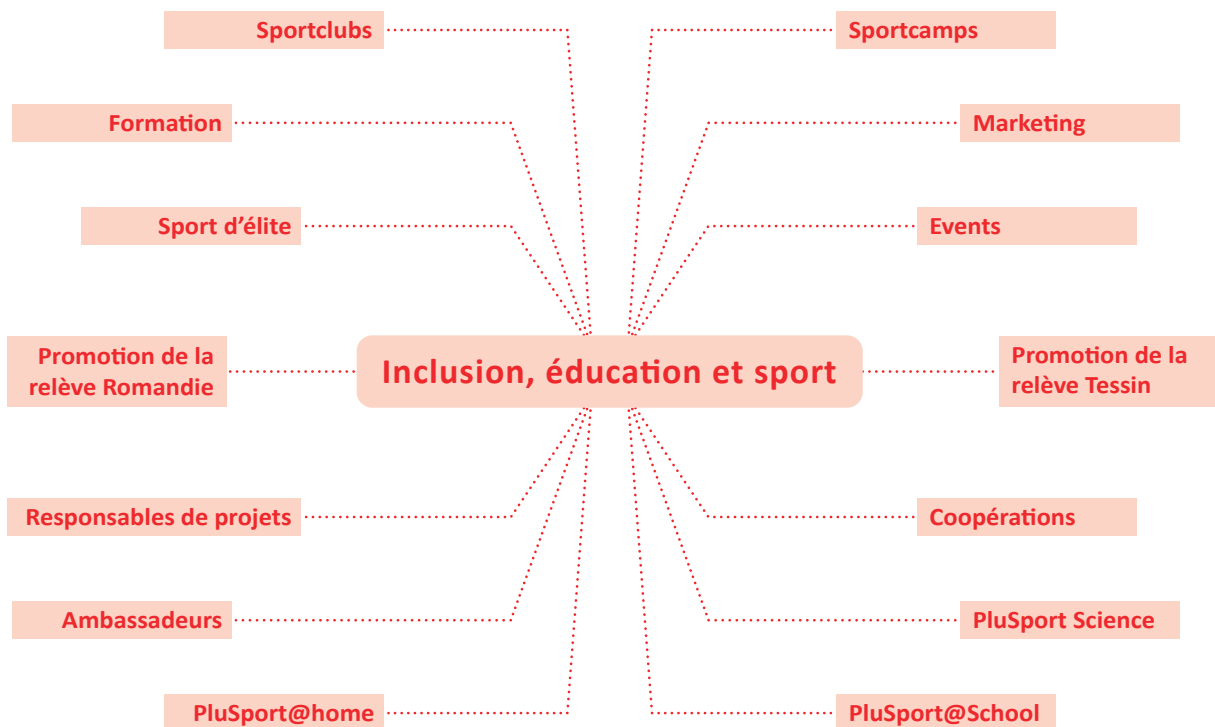 Sportclubs
Sportcamps
Formation
Marketing
Sport d’élite
Events
Promotion de la
relève Romandie
Inclusion, éducation et sport
Promotion de la
relève Tessin
Responsables de projets
Coopérations
Ambassadeurs
PluSport Science
PluSport@home
PluSport@School